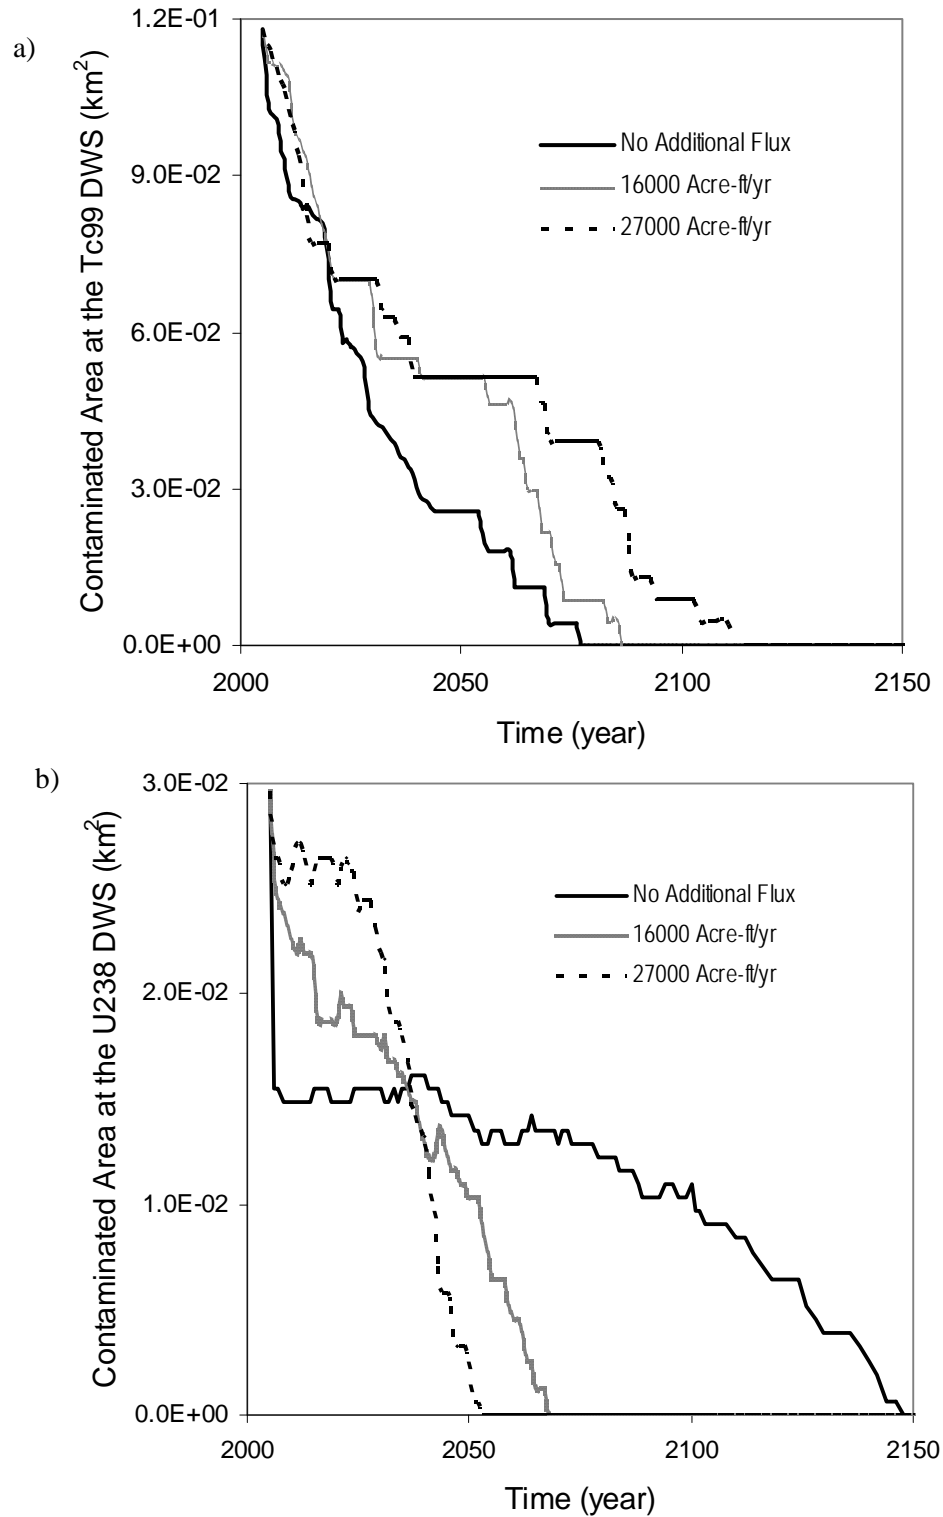 a)
Contaminated Area at the Tc99 DWS (km²)
1.2E-01
9.0E-02
6.0E-02
3.0E-02
0.0E+00
No Additional Flux
16000 Acre-ft/yr
27000 Acre-ft/yr
2000 2050 2100 2150
Time (year)
b)
Contaminated Area at the U238 DWS (km²)
3.0E-02
2.0E-02
1.0E-02
0.0E+00
No Additional Flux
16000 Acre-ft/yr
27000 Acre-ft/yr
2000 2050 2100 2150
Time (year)